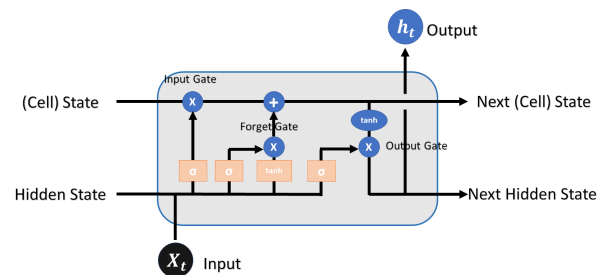 h_t Output
Input Gate
(Cell) State
X
+
Next (Cell) State
tanh
Forget Gate
X
X
Output Gate
σ
σ
tanh
σ
Hidden State
Next Hidden State
X_t Input